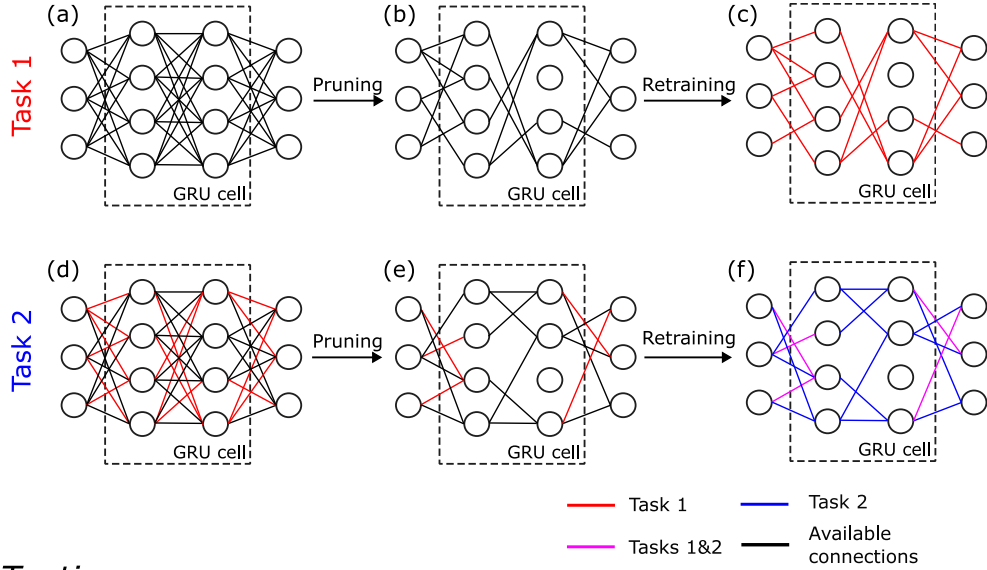 (a)
(b)
(c)
Task 1
Pruning
Retraining
GRU cell
GRU cell
GRU cell
(d)
(e)
(f)
Task 2
Pruning
Retraining
GRU cell
GRU cell
GRU cell
Task 1
Task 2
Tasks 1&2
Available
connections